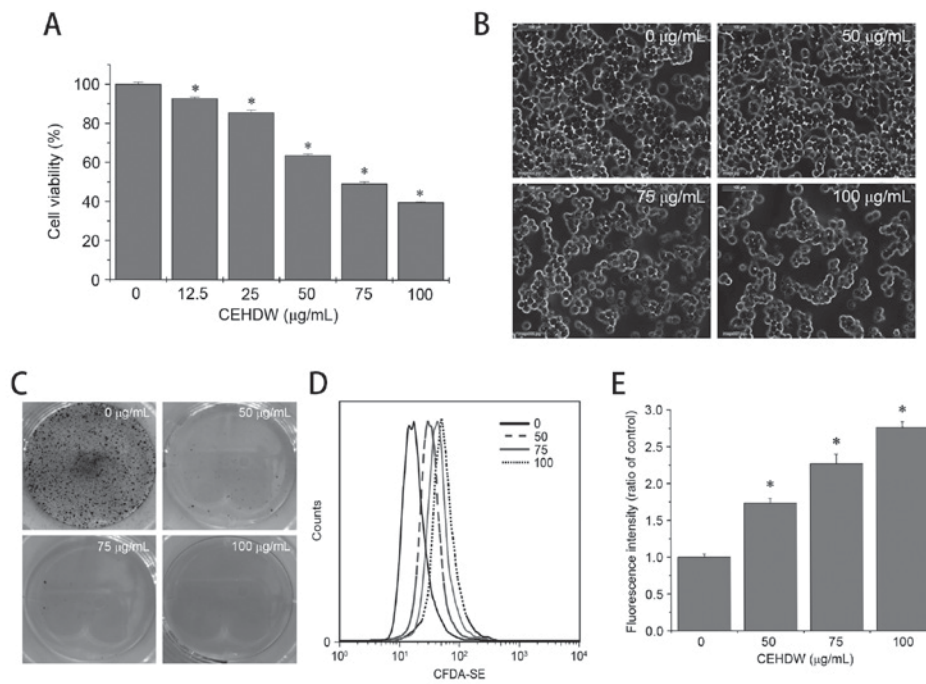 A
Cell viability (%)
100
80
60
40
20
0
* * * * *
0 12.5 25 50 75 100
CEHDW (μg/mL)
B
0 μg/mL
50 μg/mL
75 μg/mL
100 μg/mL
C
0 μg/mL
50 μg/mL
75 μg/mL
100 μg/mL
D
Counts
0
0
50
75
100
10⁰ 10¹ 10² 10³ 10⁴
CFDA-SE
E
Fluorescence intensity (ratio of control)
3.0
2.5
2.0
1.5
1.0
0.5
0.0
* * *
0 50 75 100
CEHDW (μg/mL)